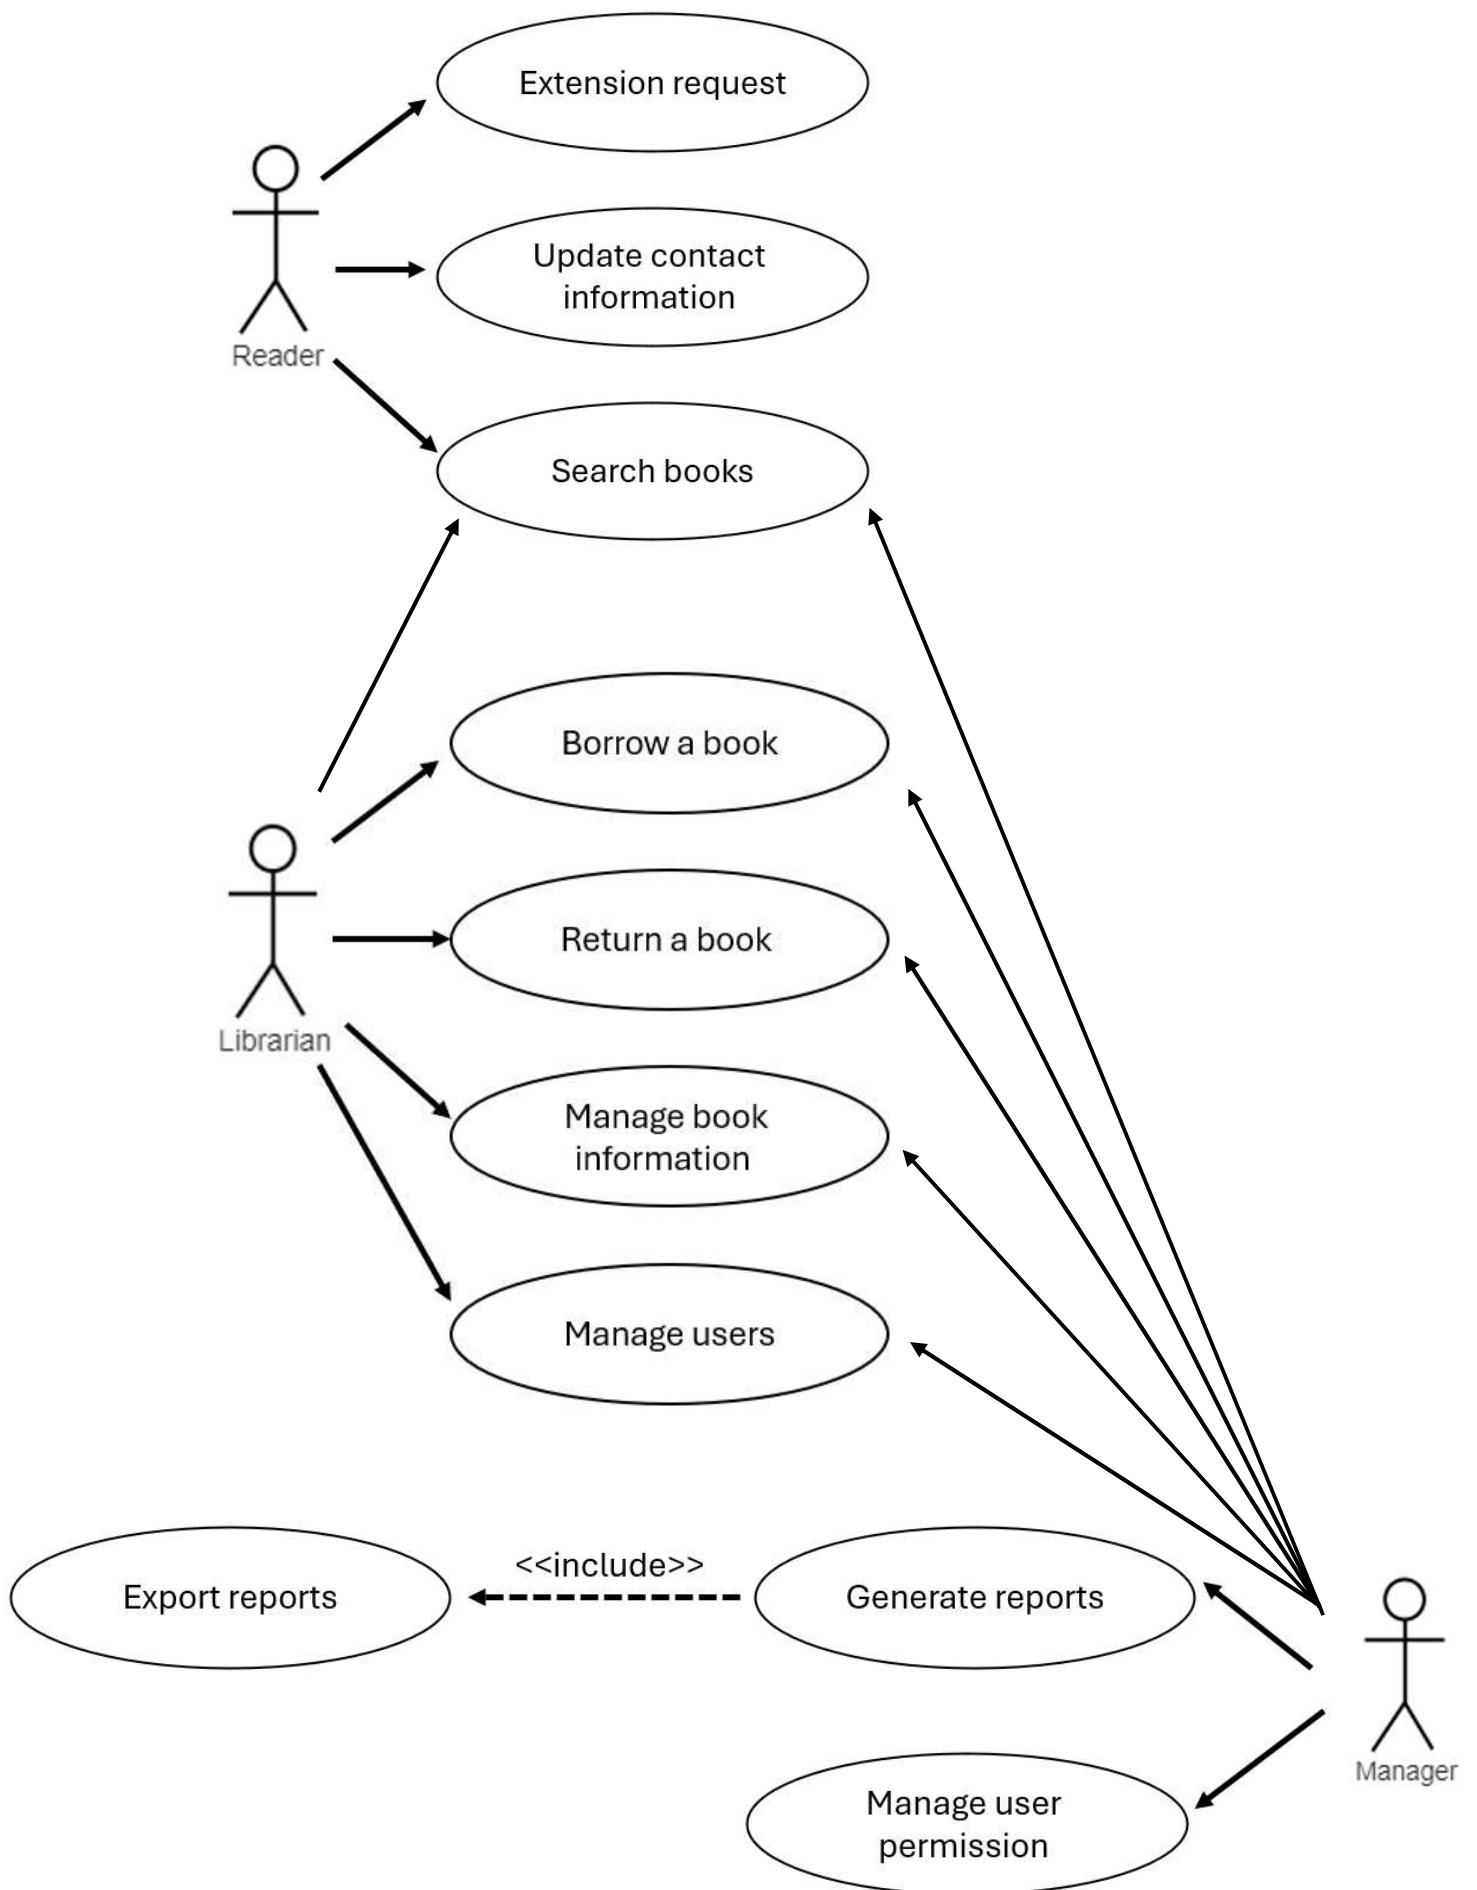 Extension request
Update contact
information
Reader
Search books
Borrow a book
Return a book
Librarian
Manage book
information
Manage users
<<include>>
Export reports
Generate reports
Manager
Manage user
permission